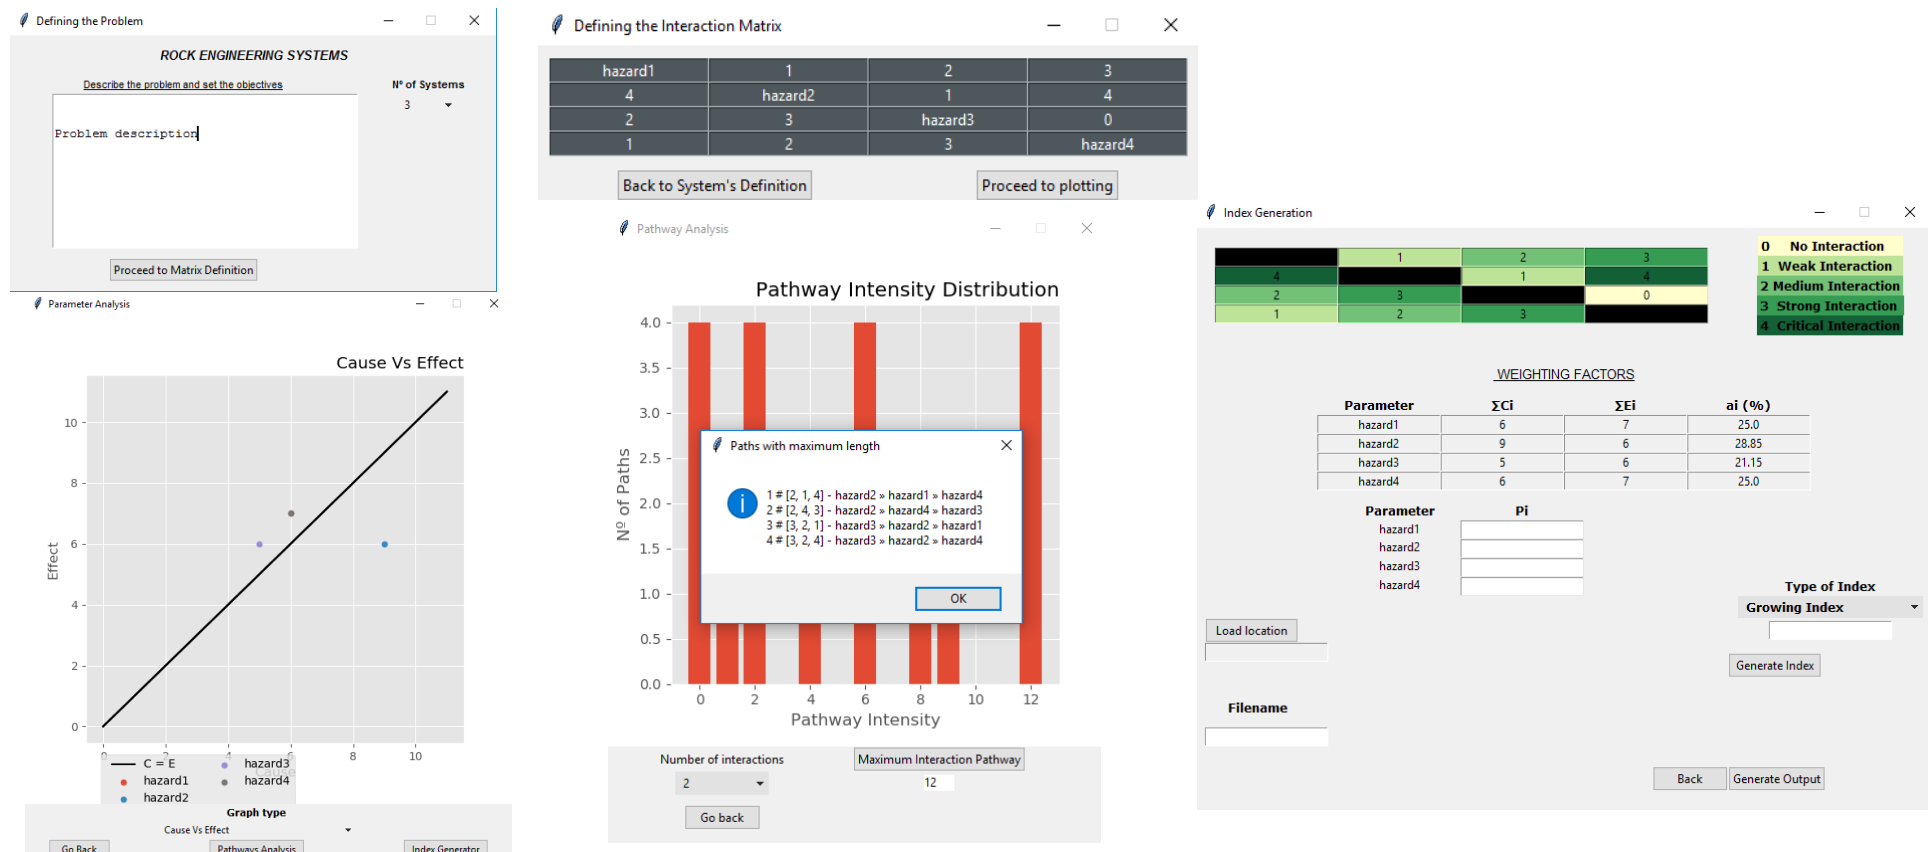 Defining the Problem
ROCK ENGINEERING SYSTEMS
Describe the problem and set the objectives
Nº of Systems
3
Problem description
Proceed to Matrix Definition
Defining the Interaction Matrix
hazard1 1 2 3
4 hazard2 1 4
2 3 hazard3 0
1 2 3 hazard4
Back to System's Definition Proceed to plotting
Parameter Analysis
Cause Vs Effect
Effect
10
8
6
4
2
0
0 2 4 6 8 10
Cause
C = E
hazard1
hazard2
hazard3
hazard4
Graph type
Cause Vs Effect
Go Back Pathways Analysis Index Generator
Pathway Analysis
Pathway Intensity Distribution
Nº of Paths
4.0
3.5
3.0
2.5
2.0
1.5
1.0
0.5
0.0
0 2 4 6 8 10 12
Pathway Intensity
Paths with maximum length
1 # [2, 1, 4] - hazard2 » hazard1 » hazard4
2 # [2, 4, 3] - hazard2 » hazard4 » hazard3
3 # [3, 2, 1] - hazard3 » hazard2 » hazard1
4 # [3, 2, 4] - hazard3 » hazard2 » hazard4
OK
Number of interactions
2
Go back
Maximum Interaction Pathway
12
Index Generation
1 2 3
4 1 4
2 3 0
1 2 3
0 No Interaction
1 Weak Interaction
2 Medium Interaction
3 Strong Interaction
4 Critical Interaction
WEIGHTING FACTORS
Parameter ΣCi ΣEi ai (%)
hazard1 6 7 25.0
hazard2 9 6 28.85
hazard3 5 6 21.15
hazard4 6 7 25.0
Parameter Pi
hazard1
hazard2
hazard3
hazard4
Type of Index
Growing Index
Load location
Generate Index
Filename
Back Generate Output